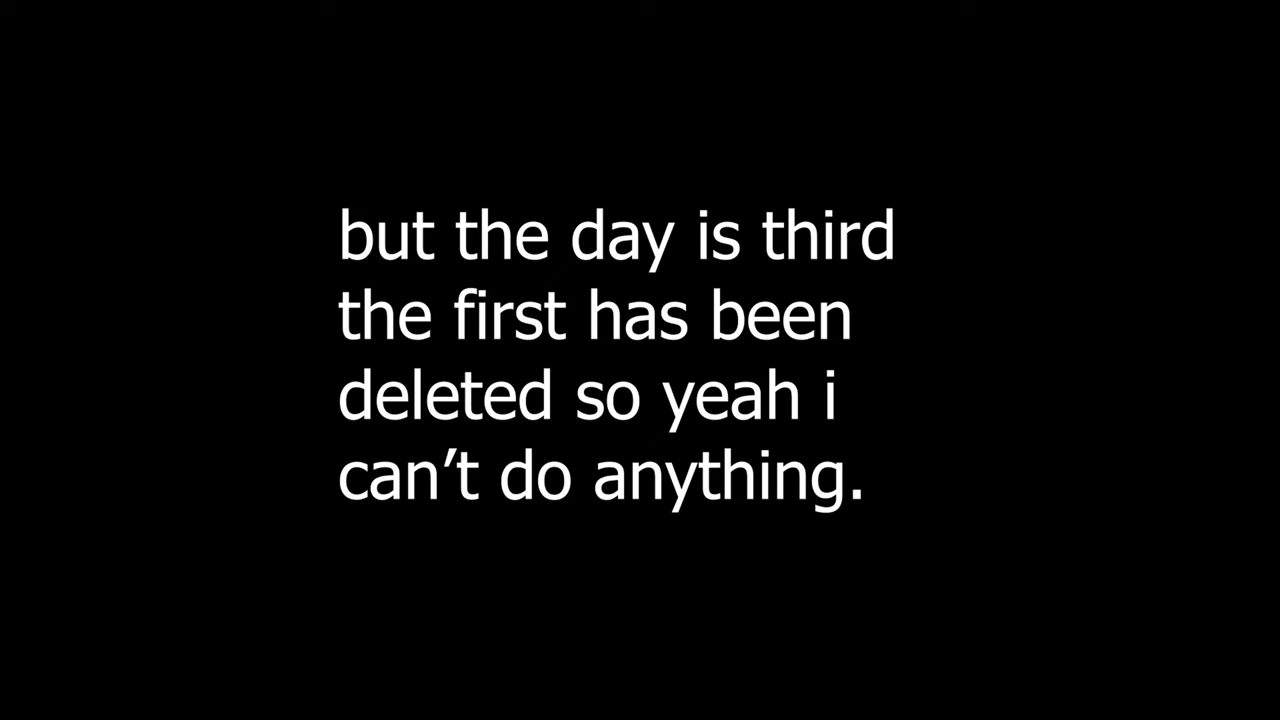 but the day is third
the first has been
deleted so yeah i
can’t do anything.